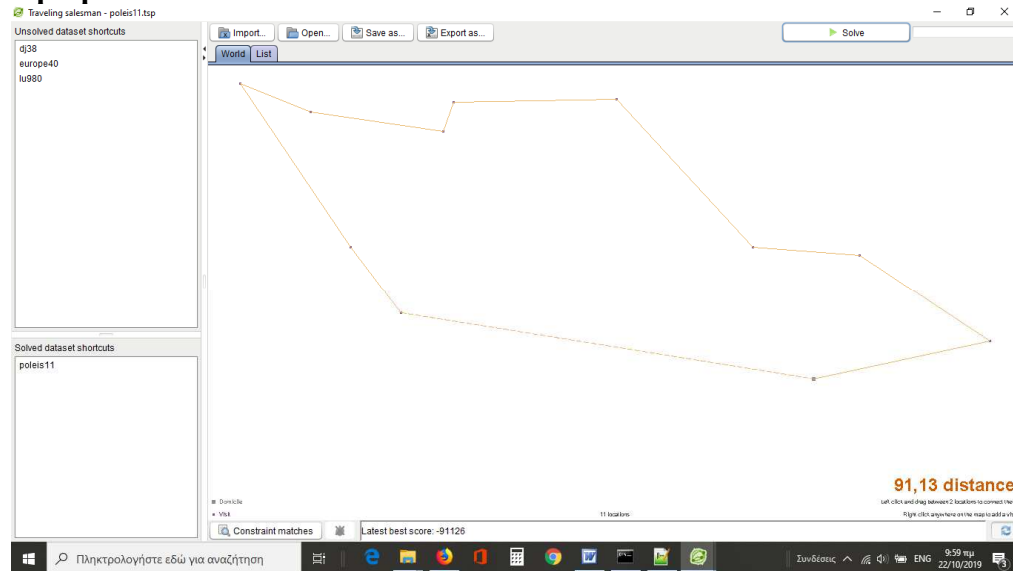 Traveling salesman - poleis11.tsp
Unsolved dataset shortcuts
dj38
europe40
lu980
Solved dataset shortcuts
poleis11
Import... Open... Save as... Export as... Solve
World List
91,13 distance
Left click and drag between 2 locations to connect the
Right click anywhere on the map to add a vis
Domicile
Visit
11 locations
Constraint matches Latest best score: -91126
Πληκτρολογήστε εδώ για αναζήτηση
Συνδέσεις ENG 9:59 πμ
22/10/2019
3